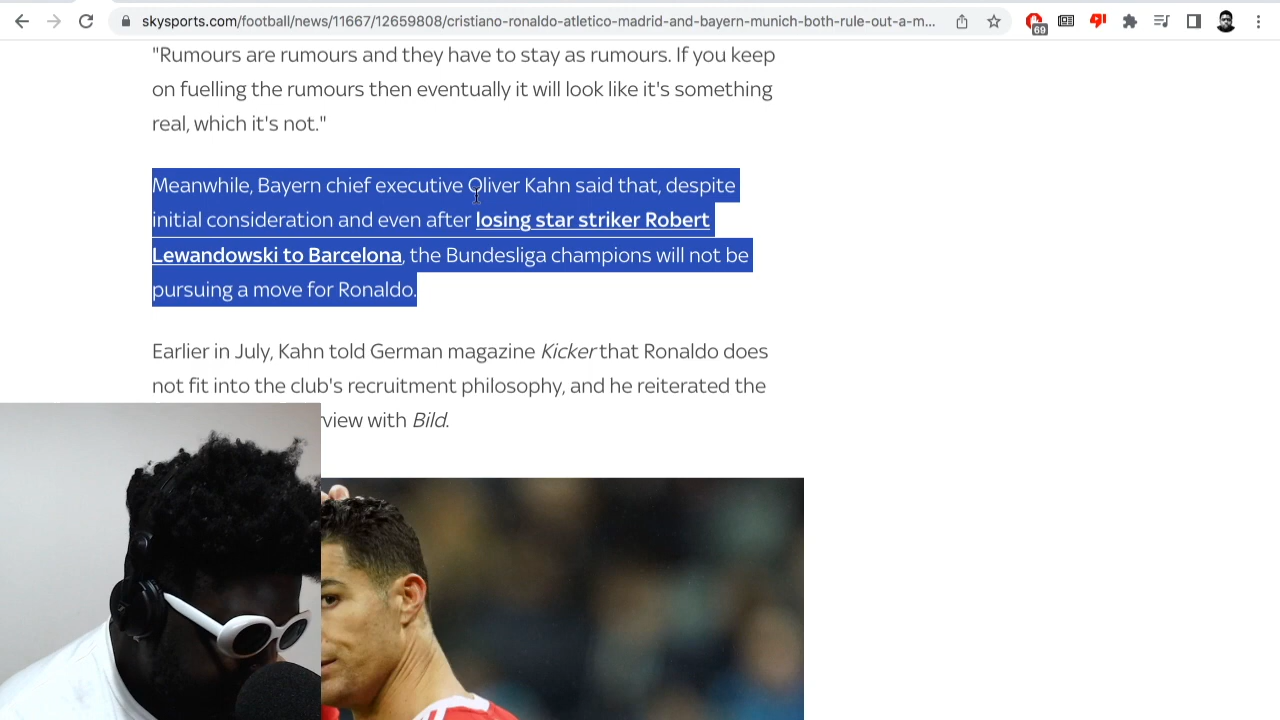 skysports.com/football/news/11667/12659808/cristiano-ronaldo-atletico-madrid-and-bayern-munich-both-rule-out-a-m...
69
"Rumours are rumours and they have to stay as rumours. If you keep
on fuelling the rumours then eventually it will look like it's something
real, which it's not."
Meanwhile, Bayern chief executive Oliver Kahn said that, despite
initial consideration and even after losing star striker Robert
Lewandowski to Barcelona, the Bundesliga champions will not be
pursuing a move for Ronaldo.
Earlier in July, Kahn told German magazine Kicker that Ronaldo does
not fit into the club's recruitment philosophy, and he reiterated the
with Bild.